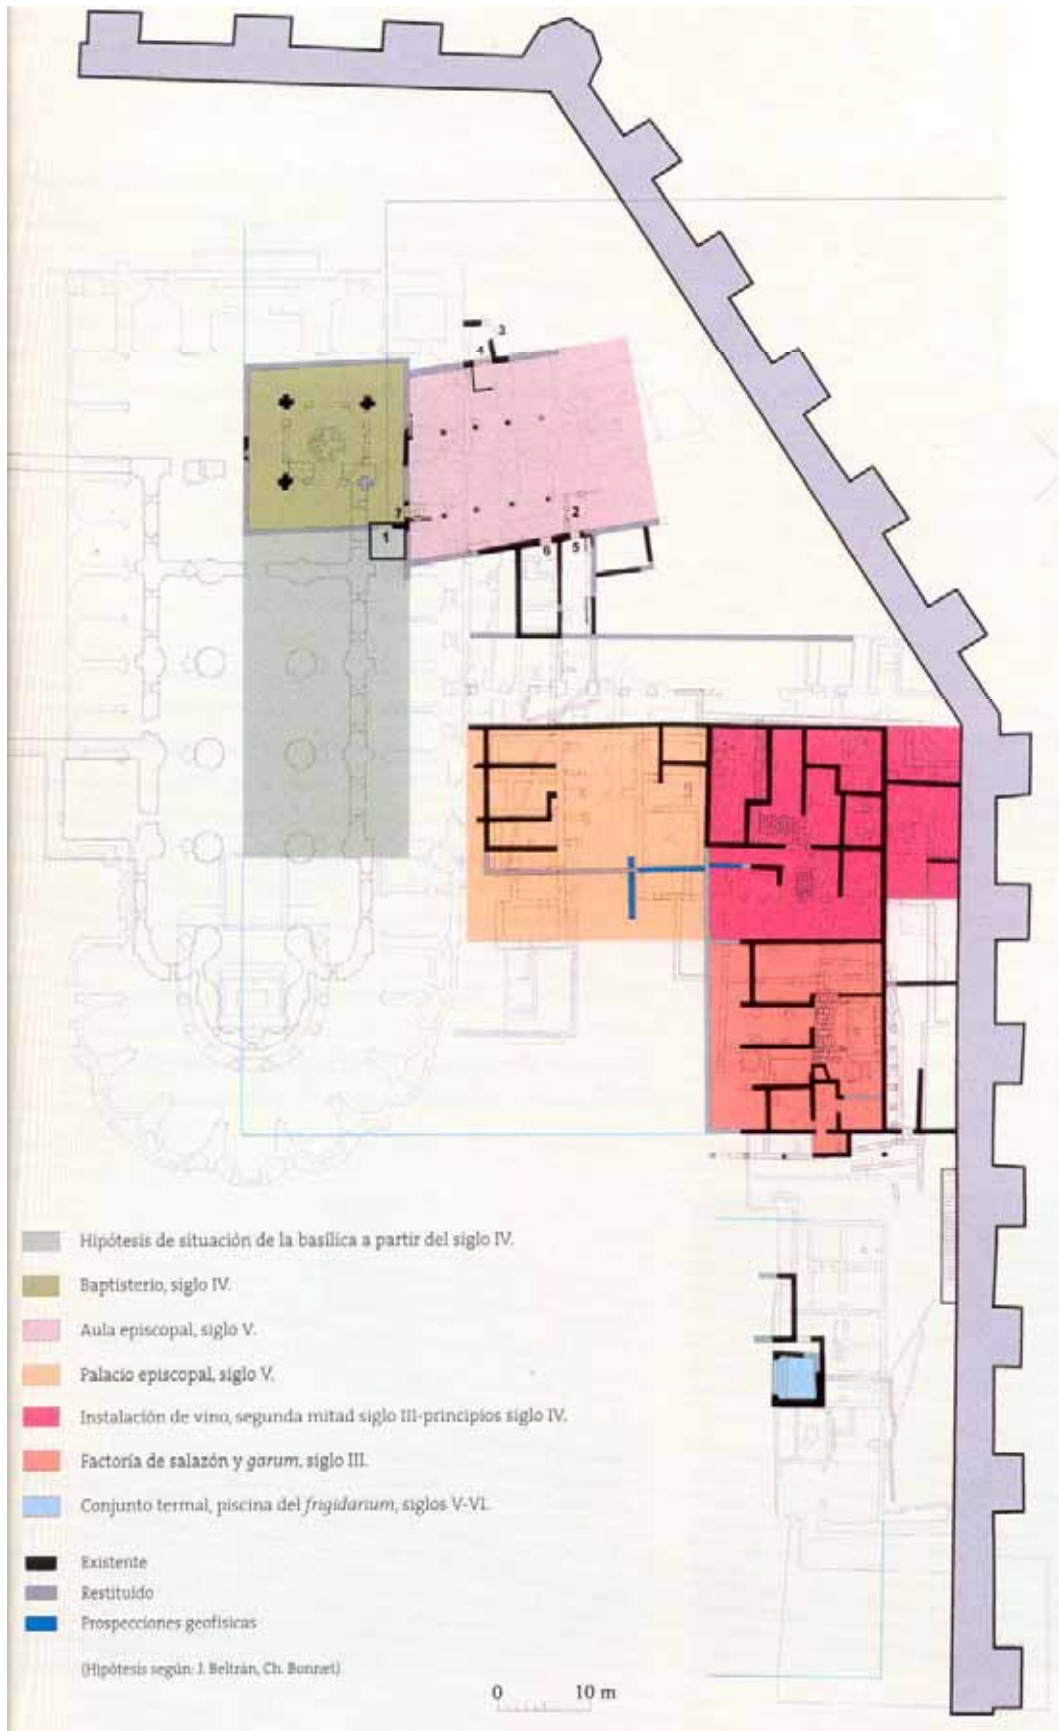 3
4
2
7
1
6
5
Hipótesis de situación de la basílica a partir del siglo IV.
Baptisterio, siglo IV.
Aula episcopal, siglo V.
Palacio episcopal, siglo V.
Instalación de vino, segunda mitad siglo III-principios siglo IV.
Factoría de salazón y garum, siglo III.
Conjunto termal, piscina del frigidarium, siglos V-VI.
Existente
Restituido
Prospecciones geofísicas
(Hipótesis según: J. Beltrán, Ch. Bonnet)
0 10 m